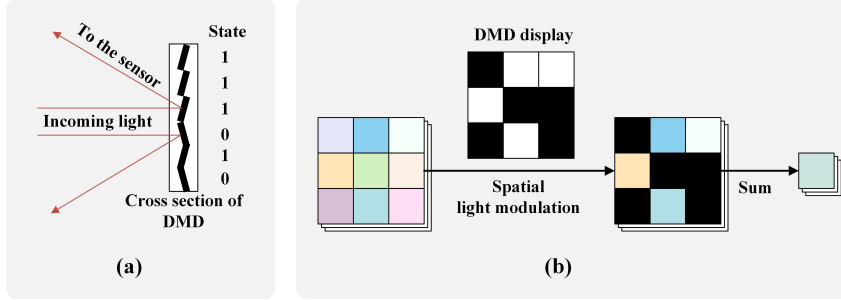 State
To the sensor
1
1
1
Incoming light
0
1
0
Cross section of
DMD
(a)
DMD display
Spatial
light modulation
Sum
(b)